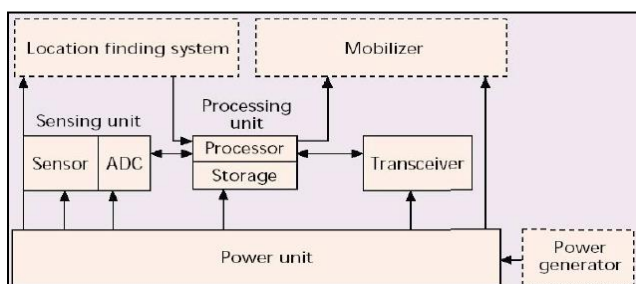 Location finding system
Mobilizer
Sensing unit
Processing
unit
Sensor
ADC
Processor
Storage
Transceiver
Power unit
Power
generator